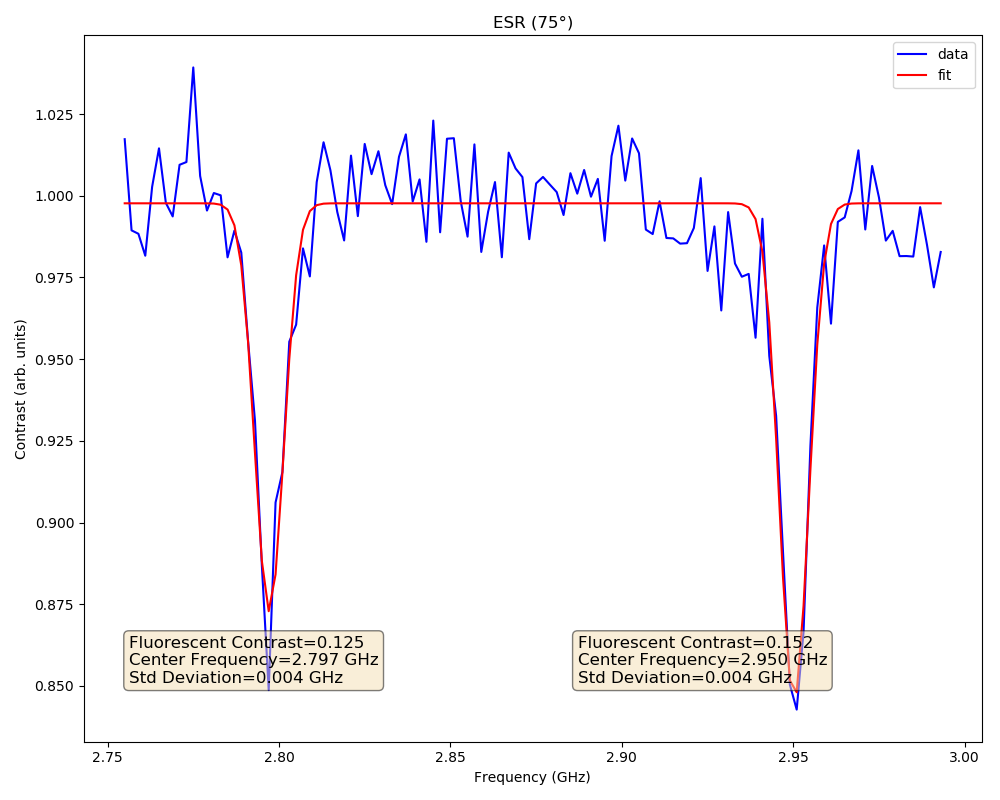 ESR (75°)
data
fit
Contrast (arb. units)
1.025
1.000
0.975
0.950
0.925
0.900
0.875
0.850
Fluorescent Contrast=0.125
Center Frequency=2.797 GHz
Std Deviation=0.004 GHz
Fluorescent Contrast=0.152
Center Frequency=2.950 GHz
Std Deviation=0.004 GHz
2.75
2.80
2.85
2.90
2.95
3.00
Frequency (GHz)